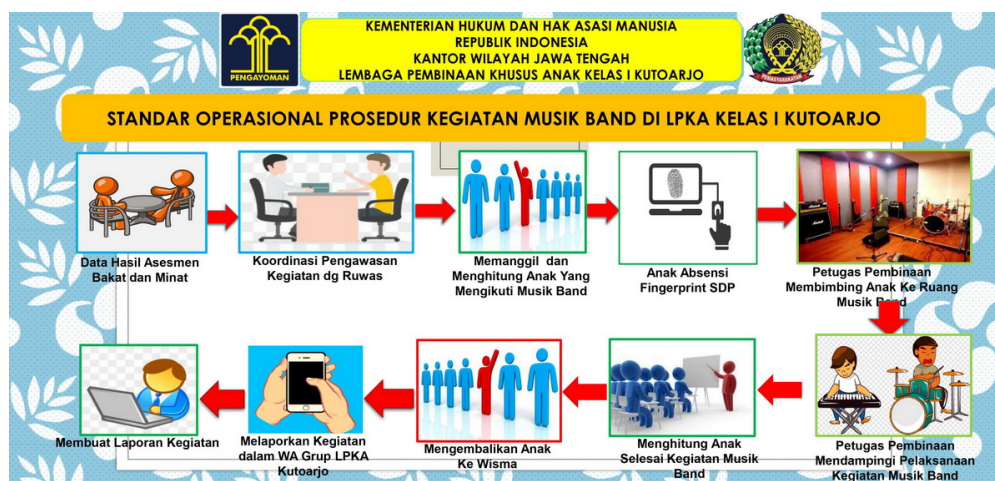 KEMENTERIAN HUKUM DAN HAK ASASI MANUSIA
REPUBLIK INDONESIA
KANTOR WILAYAH JAWA TENGAH
LEMBAGA PEMBINAAN KHUSUS ANAK KELAS I KUTOARJO
PENGAYOMAN
PEMASYARAKATAN
STANDAR OPERASIONAL PROSEDUR KEGIATAN MUSIK BAND DI LPKA KELAS I KUTOARJO
Data Hasil Asesmen
Bakat dan Minat
Koordinasi Pengawasan
Kegiatan dg Ruwas
Memanggil dan
Menghitung Anak Yang
Mengikuti Musik Band
Anak Absensi
Fingerprint SDP
Petugas Pembinaan
Membimbing Anak Ke Ruang
Musik Band
Petugas Pembinaan
Mendampingi Pelaksanaan
Kegiatan Musik Band
Menghitung Anak
Selesai Kegiatan Musik
Band
Mengembalikan Anak
Ke Wisma
Melaporkan Kegiatan
dalam WA Grup LPKA
Kutoarjo
Membuat Laporan Kegiatan